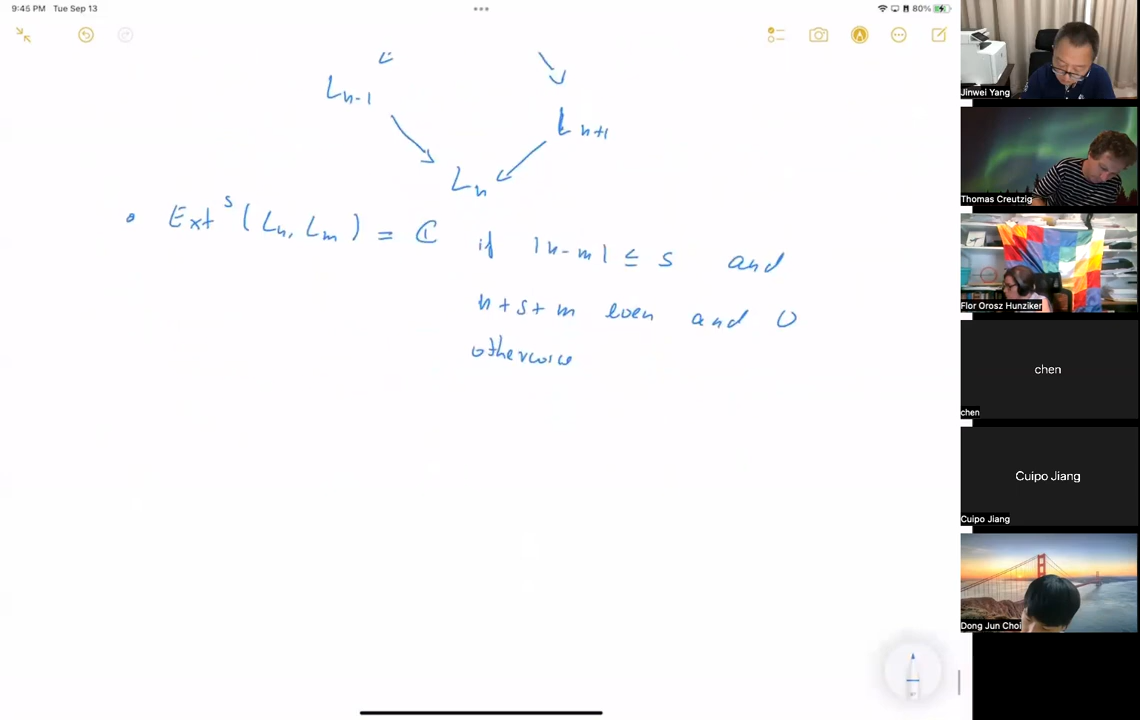 9:45 PM Tue Sep 13
80%
L_{n-1}
L_{n+1}
L_n
• Ext^s (L_n, L_m) = ℂ if |n-m| ≤ s and
n + s + m even and 0
otherwise
Jinwei Yang
Thomas Creutzig
Flor Orosz Hunziker
chen
chen
Cuipo Jiang
Cuipo Jiang
Dong Jun Choi